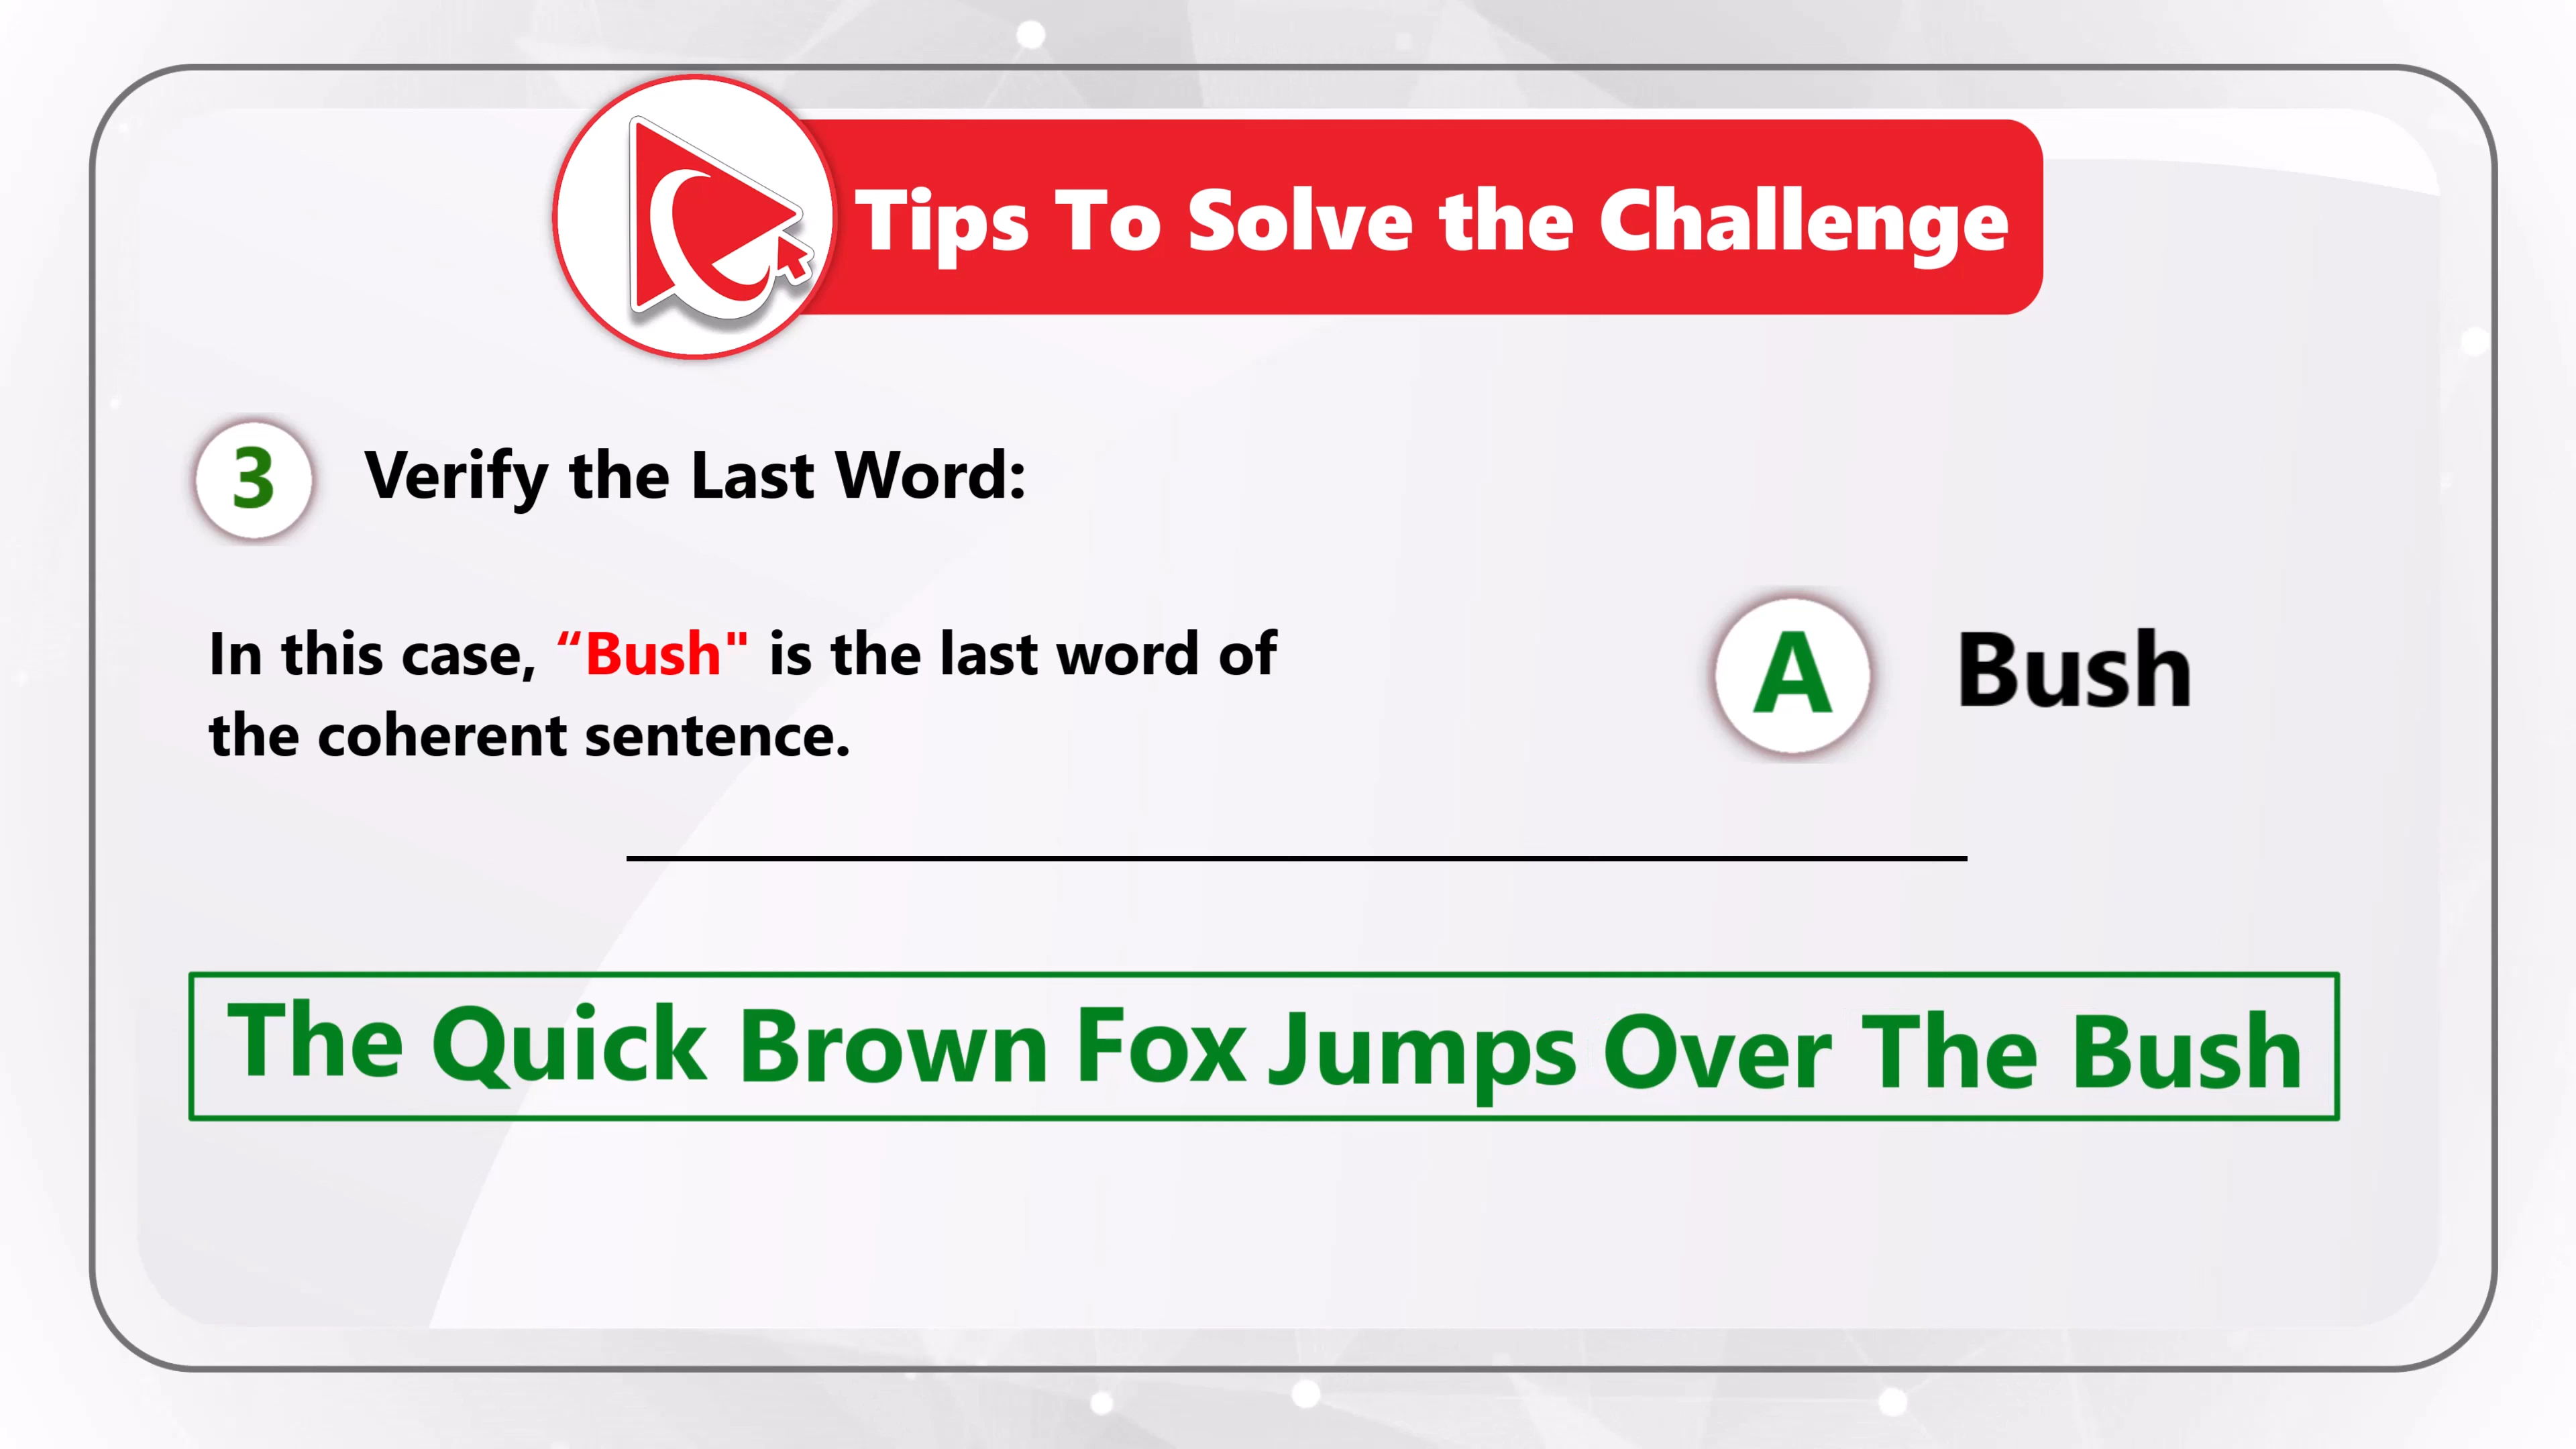 Tips To Solve the Challenge
3 Verify the Last Word:
In this case, “Bush" is the last word of
the coherent sentence.
A Bush
The Quick Brown Fox Jumps Over The Bush